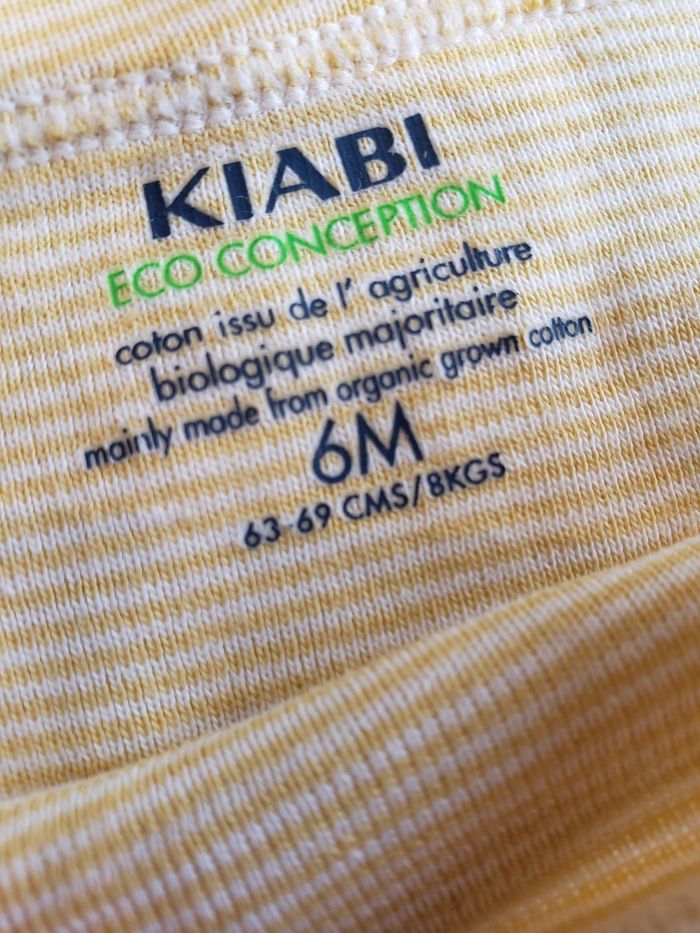 KIABI
ECO CONCEPTION
coton issu de l' agriculture
biologique majoritaire
mainly made from organic grown cotton
6M
63-69 CMS/8KGS